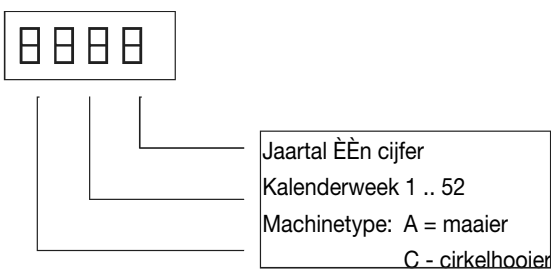 8888
Jaartal ÈÈn cijfer
Kalenderweek 1 .. 52
Machinetype: A = maaier
C - cirkelhooier